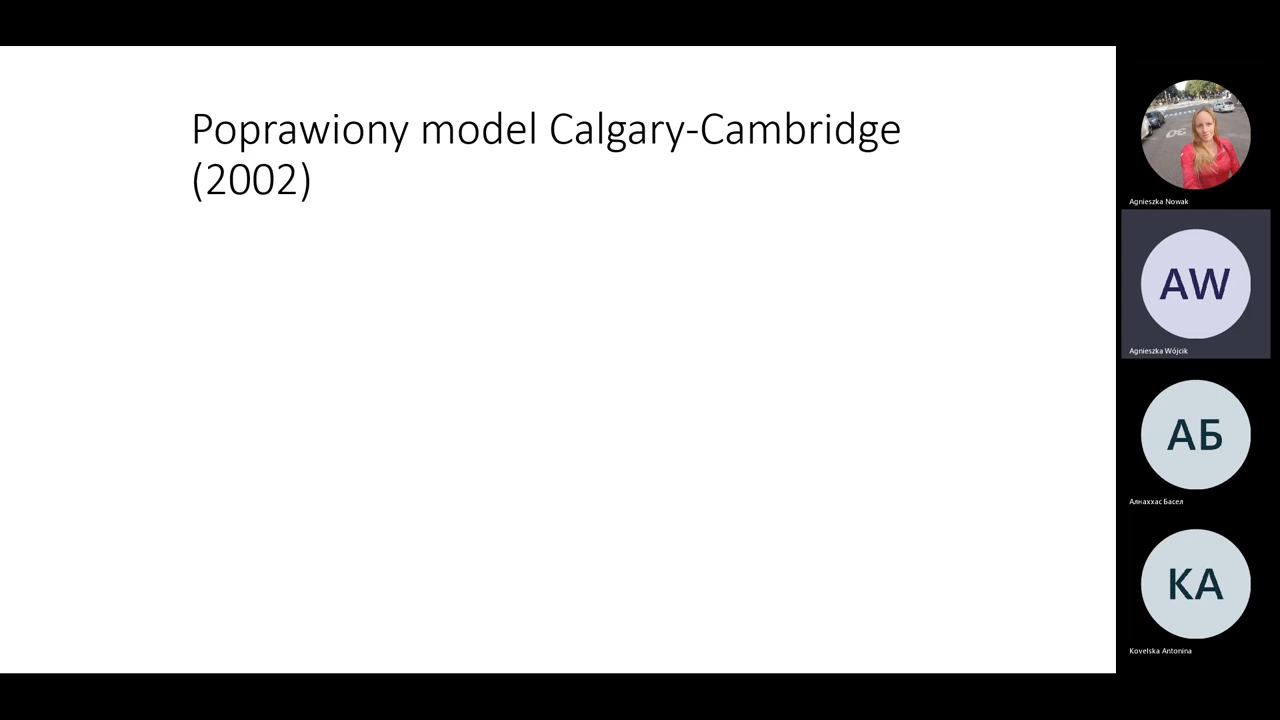 Poprawiony model Calgary-Cambridge
(2002)
Agnieszka Nowak
AW
Agnieszka Wójcik
АБ
Алнаххас Басел
KA
Kovelska Antonina